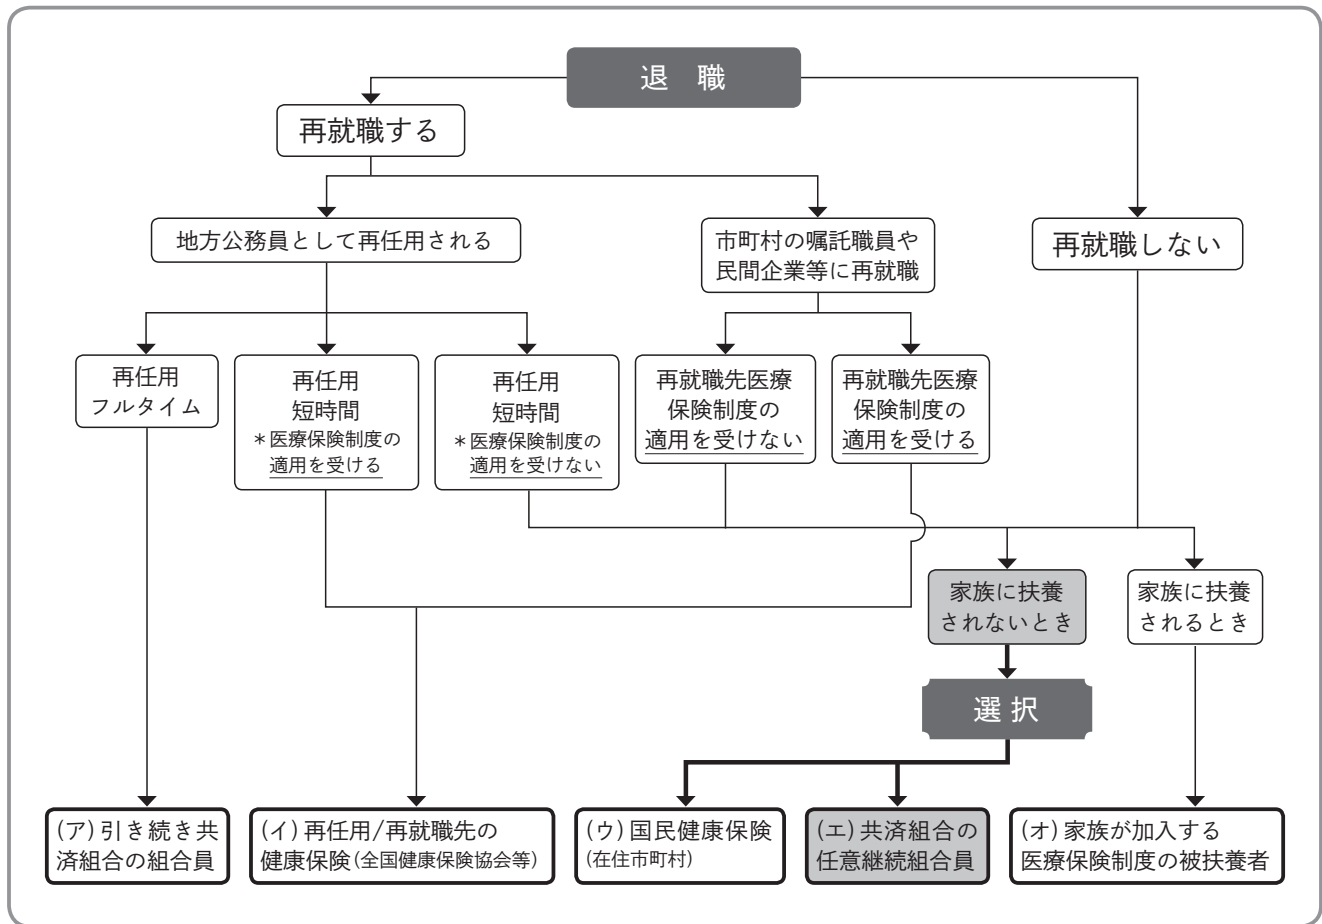 退　職
再就職する
地方公務員として再任用される
市町村の嘱託職員や
民間企業等に再就職
再就職しない
再任用
フルタイム
再任用
短時間
＊医療保険制度の
適用を受ける
再任用
短時間
＊医療保険制度の
適用を受けない
再就職先医療
保険制度の
適用を受けない
再就職先医療
保険制度の
適用を受ける
家族に扶養
されないとき
家族に扶養
されるとき
選 択
(ア) 引き続き共
済組合の組合員
(イ) 再任用/再就職先の
健康保険 (全国健康保険協会等)
(ウ) 国民健康保険
(在住市町村)
(エ) 共済組合の
任意継続組合員
(オ) 家族が加入する
医療保険制度の被扶養者